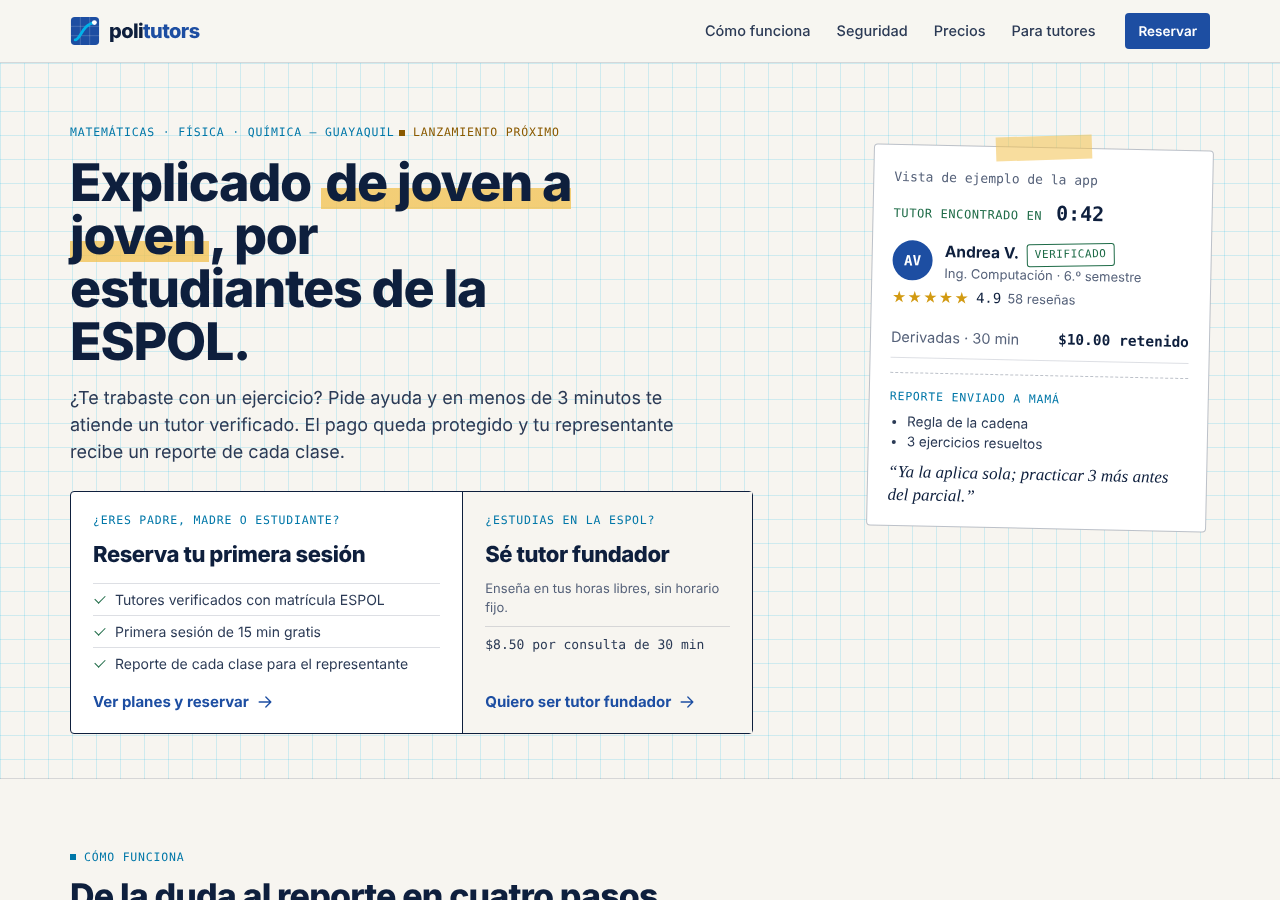 politutors
Cómo funciona
Seguridad
Precios
Para tutores
Reservar
MATEMÁTICAS · FÍSICA · QUÍMICA — GUAYAQUIL
LANZAMIENTO PRÓXIMO
Explicado de joven a
joven, por
estudiantes de la
ESPOL.
¿Te trabaste con un ejercicio? Pide ayuda y en menos de 3 minutos te
atiende un tutor verificado. El pago queda protegido y tu representante
recibe un reporte de cada clase.
¿ERES PADRE, MADRE O ESTUDIANTE?
Reserva tu primera sesión
Tutores verificados con matrícula ESPOL
Primera sesión de 15 min gratis
Reporte de cada clase para el representante
Ver planes y reservar →
¿ESTUDIAS EN LA ESPOL?
Sé tutor fundador
Enseña en tus horas libres, sin horario
fijo.
$8.50 por consulta de 30 min
Quiero ser tutor fundador →
Vista de ejemplo de la app
TUTOR ENCONTRADO EN 0:42
AV
Andrea V. VERIFICADO
Ing. Computación · 6.º semestre
★★★★★ 4.9 58 reseñas
Derivadas · 30 min $10.00 retenido
REPORTE ENVIADO A MAMÁ
• Regla de la cadena
• 3 ejercicios resueltos
“Ya la aplica sola; practicar 3 más antes
del parcial.”
CÓMO FUNCIONA
De la duda al reporte en cuatro pasos